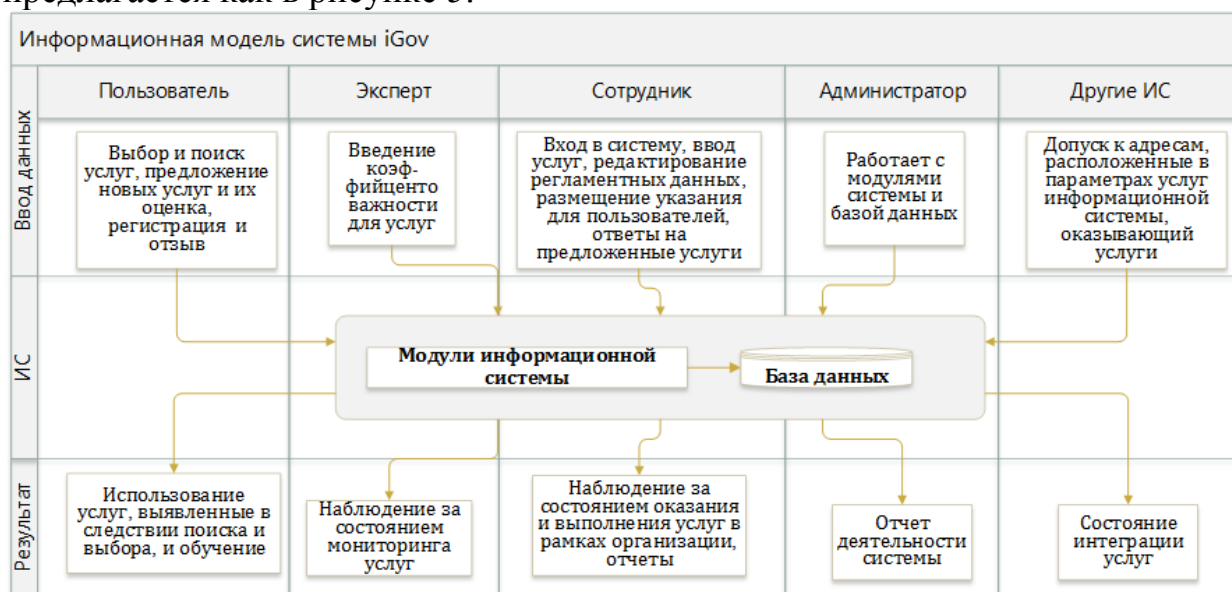 предлагается как в рисунке 3.
Информационная модель системы iGov
Пользователь
Эксперт
Сотрудник
Администратор
Другие ИС
Ввод данных
Выбор и поиск
услуг, предложение
новых услуг и их
оценка,
регистрация и
отзыв
Введение
коэф-
фийценто
важности
для услуг
Вход в систему, ввод
услуг, редактирование
регламентных данных,
размещение указания
для пользователей,
ответы на
предложенные услуги
Работает с
модулями
системы и
базой данных
Допуск к адресам,
расположенные в
параметрах услуг
информационной
системы,
оказывающий
услуги
ИС
Модули информационной
системы
База данных
Результат
Использование
услуг, выявленные в
следствии поиска и
выбора, и обучение
Наблюдение за
состоянием
мониторинга
услуг
Наблюдение за
состоянием оказания
и выполнения услуг в
рамках организации,
отчеты
Отчет
деятельности
системы
Состояние
интеграции
услуг